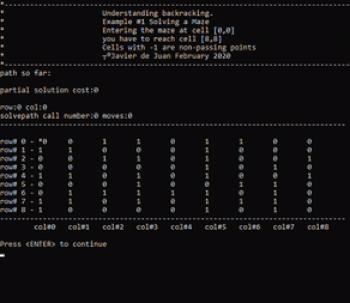 Understanding backracking.
Example #1 Solving a Maze
Entering the maze at cell [0,0]
you have to reach cell [8,8]
Cells with -1 are non-passing points
Javier de Juan February 2020
path so far:
partial solution cost:0
row:0 col:0
solvepath call number:0 moves:0
row# 0 - *0 0 1 1 0 1 1 0 0
row# 1 - 1 1 0 0 0 1 0 0 0
row# 2 - 0 0 1 1 0 1 0 0 1
row# 3 - 0 0 1 0 0 1 0 0 0
row# 4 - 1 1 0 1 0 1 0 0 1
row# 5 - 0 0 0 1 0 0 1 1 0
row# 6 - 0 1 1 1 1 0 1 0 0
row# 7 - 1 1 0 0 0 1 1 0 0
row# 8 - 1 0 0 0 0 1 0 1 0
col#0 col#1 col#2 col#3 col#4 col#5 col#6 col#7 col#8
Press <ENTER> to continue